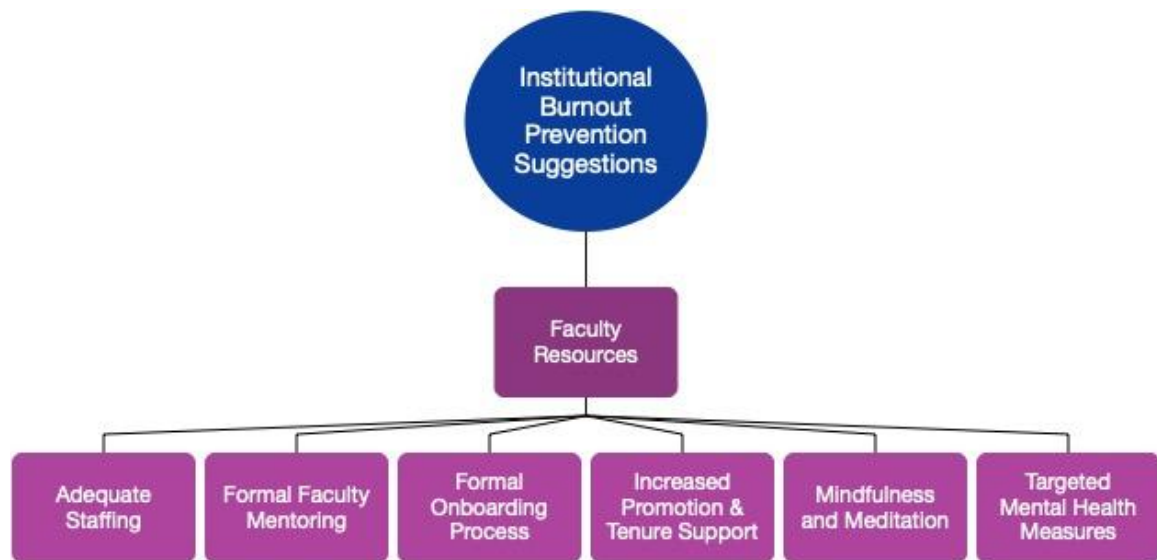 Institutional
Burnout
Prevention
Suggestions
Faculty
Resources
Adequate
Staffing
Formal Faculty
Mentoring
Formal
Onboarding
Process
Increased
Promotion &
Tenure Support
Mindfulness
and Meditation
Targeted
Mental Health
Measures